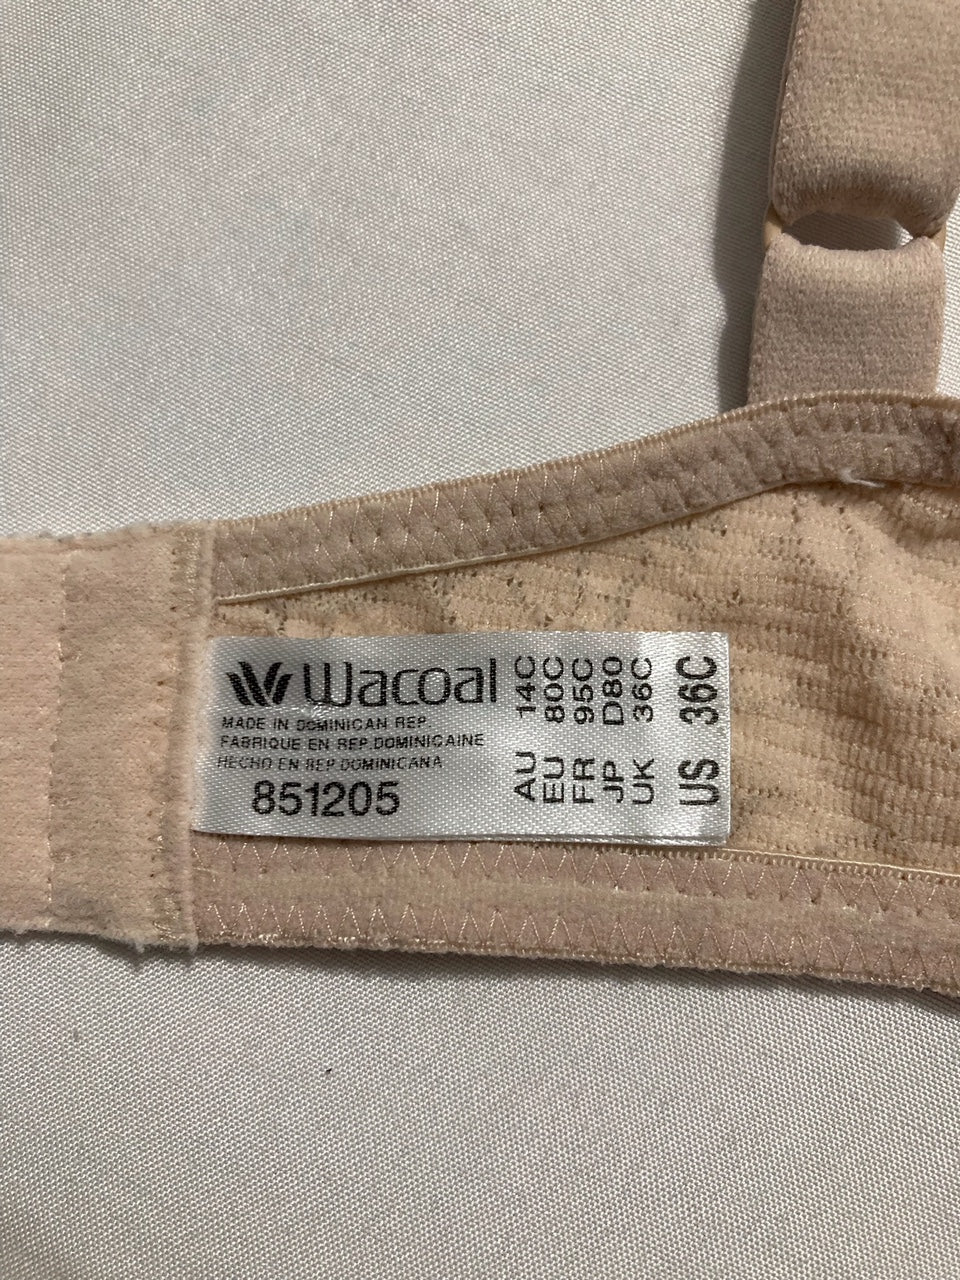 Wacoal
MADE IN DOMINICAN REP.
FABRIQUE EN REP.DOMINICAINE
HECHO EN REP.DOMINICANA
851205
AU 14C
EU 80C
FR 95C
JP D80
UK 36C
US 36C